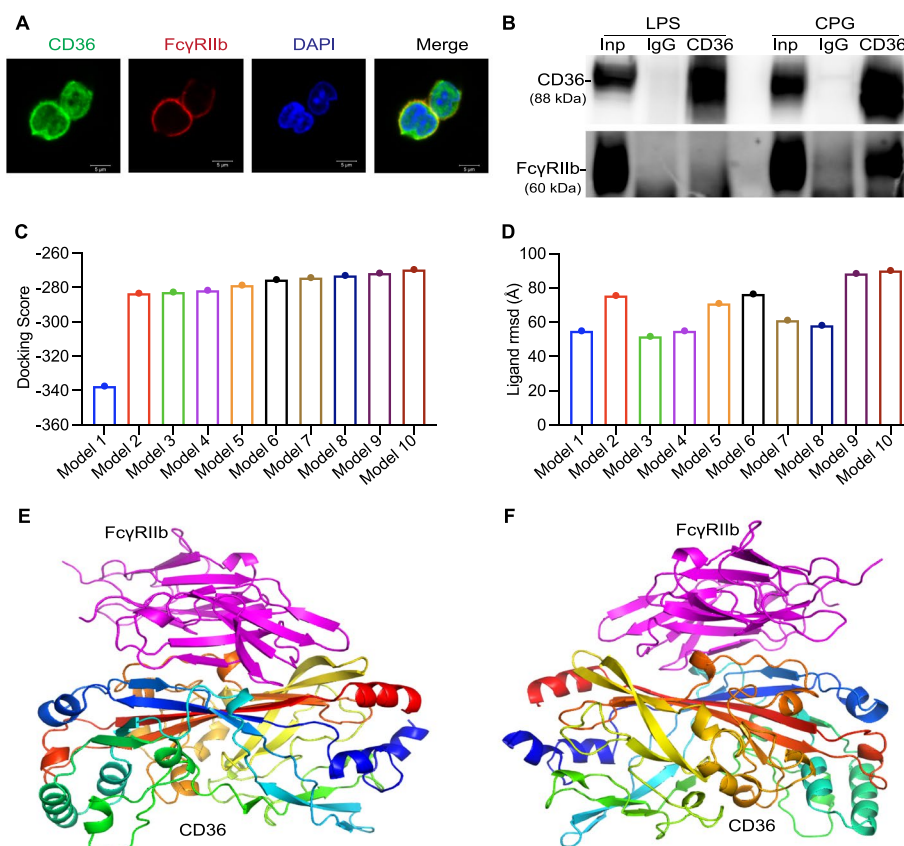 A
CD36 FcγRIIb DAPI Merge
5 μm 5 μm 5 μm 5 μm
B
LPS CPG
Inp IgG CD36 Inp IgG CD36
CD36-
(88 kDa)
FcγRIIb-
(60 kDa)
C
Docking Score
-260
-280
-300
-320
-340
-360
Model 1 Model 2 Model 3 Model 4 Model 5 Model 6 Model 7 Model 8 Model 9 Model 10
D
Ligand rmsd (Å)
100
80
60
40
20
0
Model 1 Model 2 Model 3 Model 4 Model 5 Model 6 Model 7 Model 8 Model 9 Model 10
E
FcγRIIb
CD36
F
FcγRIIb
CD36